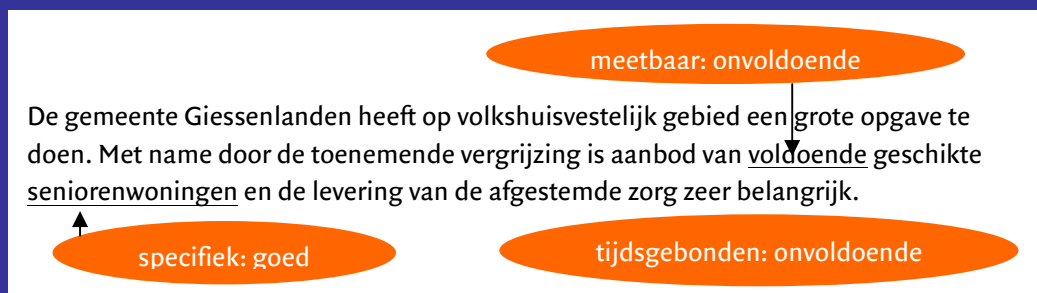 meetbaar: onvoldoende
De gemeente Giessenlanden heeft op volkshuisvestelijk gebied een grote opgave te
doen. Met name door de toenemende vergrijzing is aanbod van voldoende geschikte
seniorenwoningen en de levering van de afgestemde zorg zeer belangrijk.
specifiek: goed
tijdsgebonden: onvoldoende